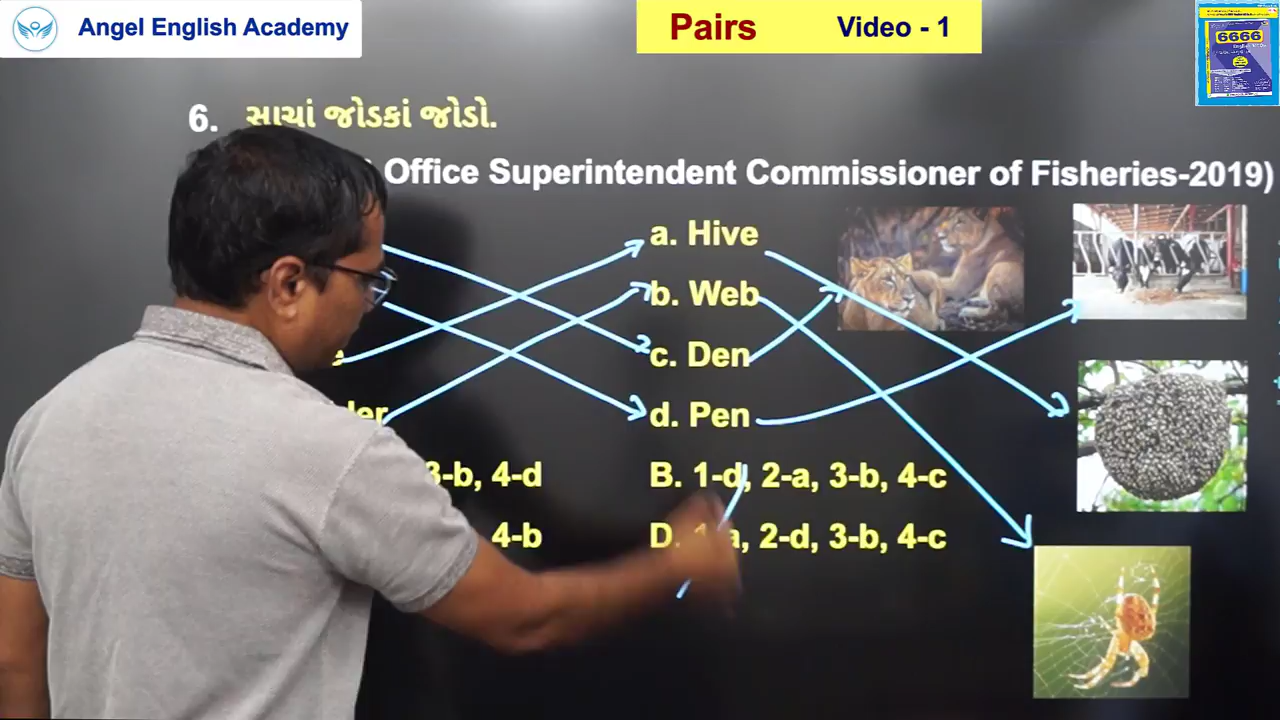 Angel English Academy
Pairs
Video - 1
6666
6. સાચાં જોડકાં જોડો.
Office Superintendent Commissioner of Fisheries-2019)
a. Hive
b. Web
c. Den
d. Pen
3-b, 4-d
B. 1-d, 2-a, 3-b, 4-c
4-b
D. 1-a, 2-d, 3-b, 4-c